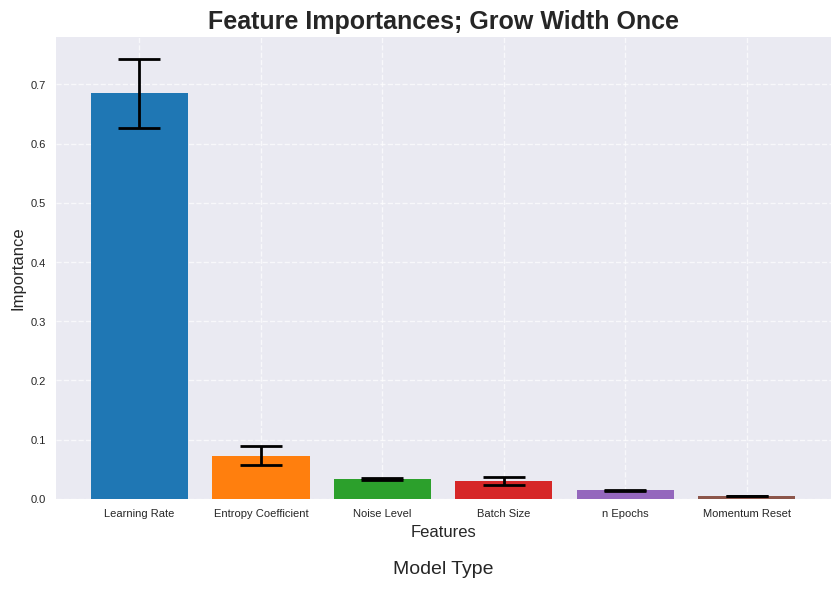 Feature Importances; Grow Width Once
Importance
0.7
0.6
0.5
0.4
0.3
0.2
0.1
0.0
Learning Rate Entropy Coefficient Noise Level Batch Size n Epochs Momentum Reset
Features
Model Type